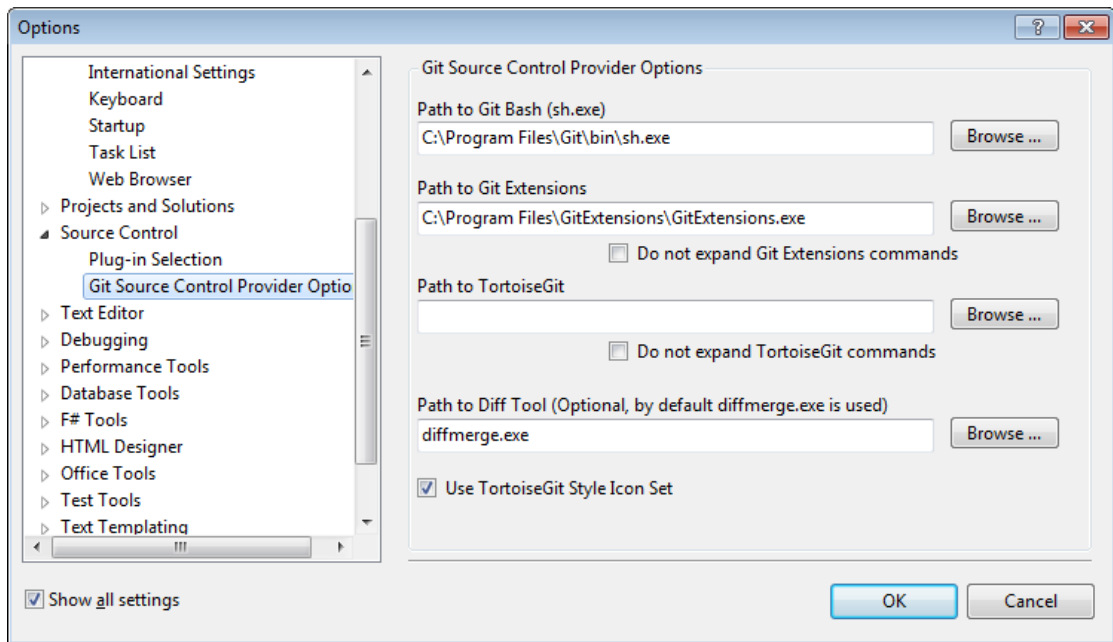 Options
International Settings
Keyboard
Startup
Task List
Web Browser
Projects and Solutions
Source Control
Plug-in Selection
Git Source Control Provider Optio
Text Editor
Debugging
Performance Tools
Database Tools
F# Tools
HTML Designer
Office Tools
Test Tools
Text Templating
Show all settings
Git Source Control Provider Options
Path to Git Bash (sh.exe)
C:\Program Files\Git\bin\sh.exe
Browse ...
Path to Git Extensions
C:\Program Files\GitExtensions\GitExtensions.exe
Browse ...
Do not expand Git Extensions commands
Path to TortoiseGit
Browse ...
Do not expand TortoiseGit commands
Path to Diff Tool (Optional, by default diffmerge.exe is used)
diffmerge.exe
Browse ...
Use TortoiseGit Style Icon Set
OK
Cancel